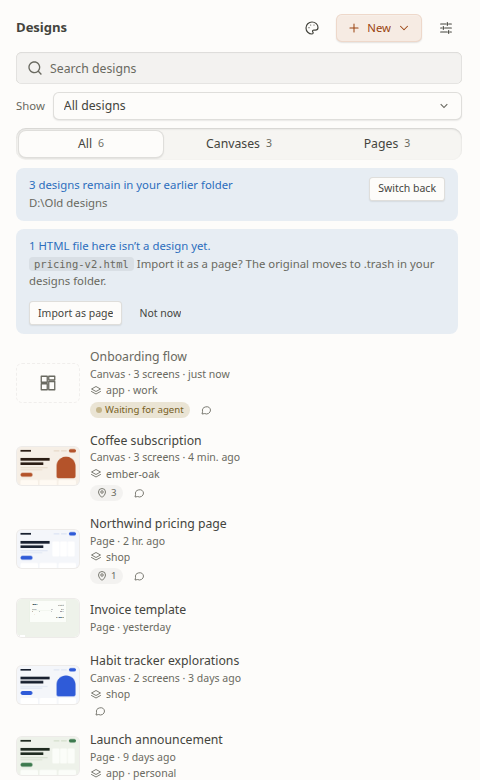 Designs
New
Search designs
Show
All designs
All 6
Canvases 3
Pages 3
3 designs remain in your earlier folder
D:\Old designs
Switch back
1 HTML file here isn’t a design yet.
pricing-v2.html Import it as a page? The original moves to .trash in your
designs folder.
Import as page
Not now
Onboarding flow
Canvas · 3 screens · just now
app · work
Waiting for agent
Coffee subscription
Canvas · 3 screens · 4 min. ago
ember-oak
3
Northwind pricing page
Page · 2 hr. ago
shop
1
Invoice template
Page · yesterday
Habit tracker explorations
Canvas · 2 screens · 3 days ago
shop
Launch announcement
Page · 9 days ago
app · personal